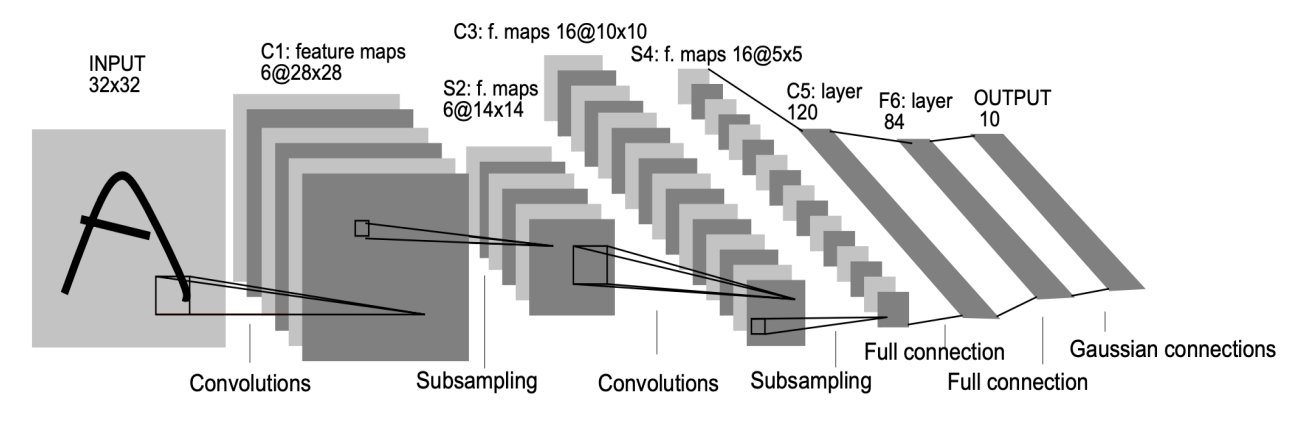 INPUT
32x32
C1: feature maps
6@28x28
S2: f. maps
6@14x14
C3: f. maps 16@10x10
S4: f. maps 16@5x5
C5: layer
120
F6: layer
84
OUTPUT
10
Convolutions
Subsampling
Convolutions
Subsampling
Full connection
Full connection
Gaussian connections